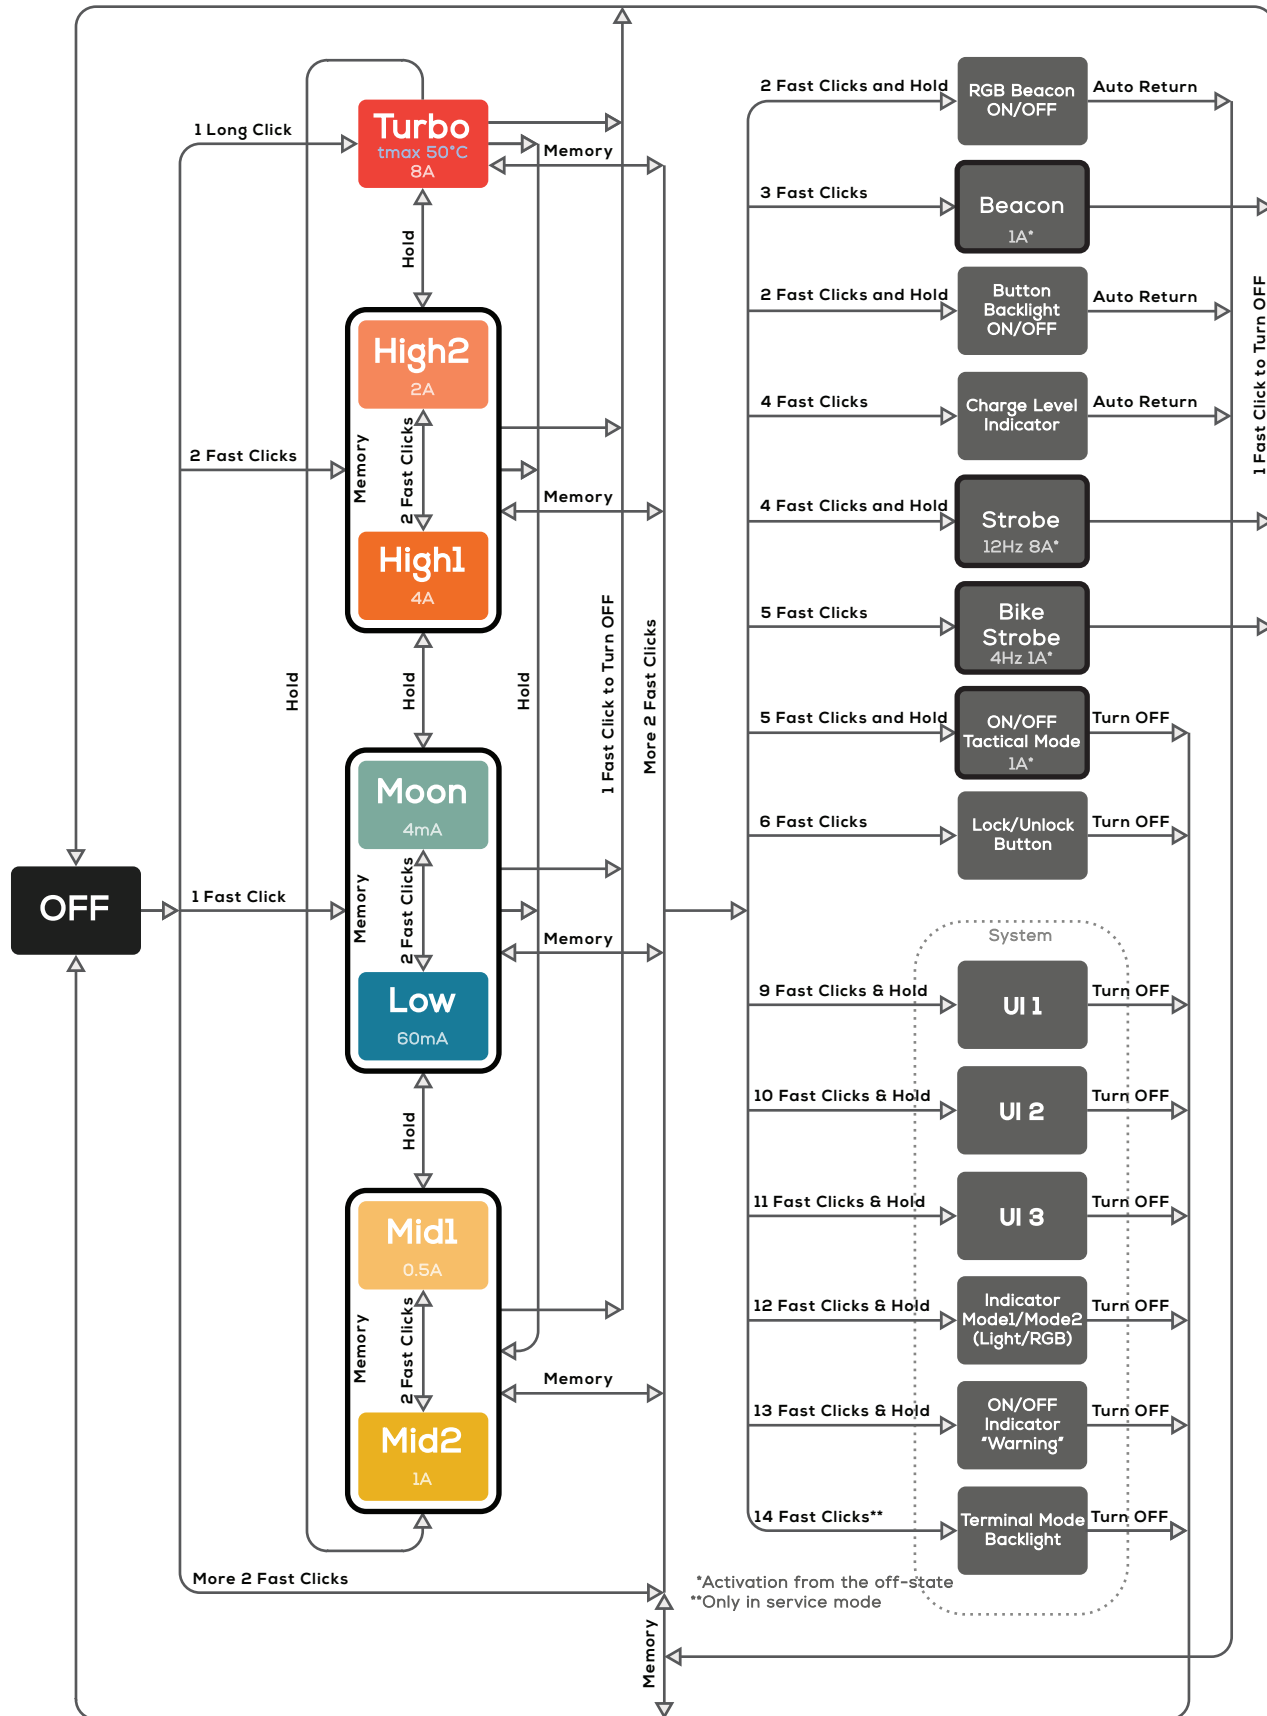 OFF
1 Long Click
2 Fast Clicks
1 Fast Click
More 2 Fast Clicks
Turbo
tmax 50°C
8A
Hold
High2
2A
Memory
2 Fast Clicks
High1
4A
Hold
Hold
Hold
Moon
4mA
Memory
2 Fast Clicks
Low
60mA
Hold
Mid1
0.5A
Memory
2 Fast Clicks
Mid2
1A
Memory
Memory
Memory
Memory
1 Fast Click to Turn OFF
More 2 Fast Clicks
Memory
2 Fast Clicks and Hold
RGB Beacon
ON/OFF
Auto Return
3 Fast Clicks
Beacon
1A*
2 Fast Clicks and Hold
Button
Backlight
ON/OFF
Auto Return
4 Fast Clicks
Charge Level
Indicator
Auto Return
1 Fast Click to Turn OFF
4 Fast Clicks and Hold
Strobe
12Hz 8A*
5 Fast Clicks
Bike
Strobe
4Hz 1A*
5 Fast Clicks and Hold
ON/OFF
Tactical Mode
1A*
Turn OFF
6 Fast Clicks
Lock/Unlock
Button
Turn OFF
System
9 Fast Clicks & Hold
UI 1
Turn OFF
10 Fast Clicks & Hold
UI 2
Turn OFF
11 Fast Clicks & Hold
UI 3
Turn OFF
12 Fast Clicks & Hold
Indicator
Mode1/Mode2
(Light/RGB)
Turn OFF
13 Fast Clicks & Hold
ON/OFF
Indicator
"Warning"
Turn OFF
14 Fast Clicks**
Terminal Mode
Backlight
Turn OFF
*Activation from the off-state
**Only in service mode